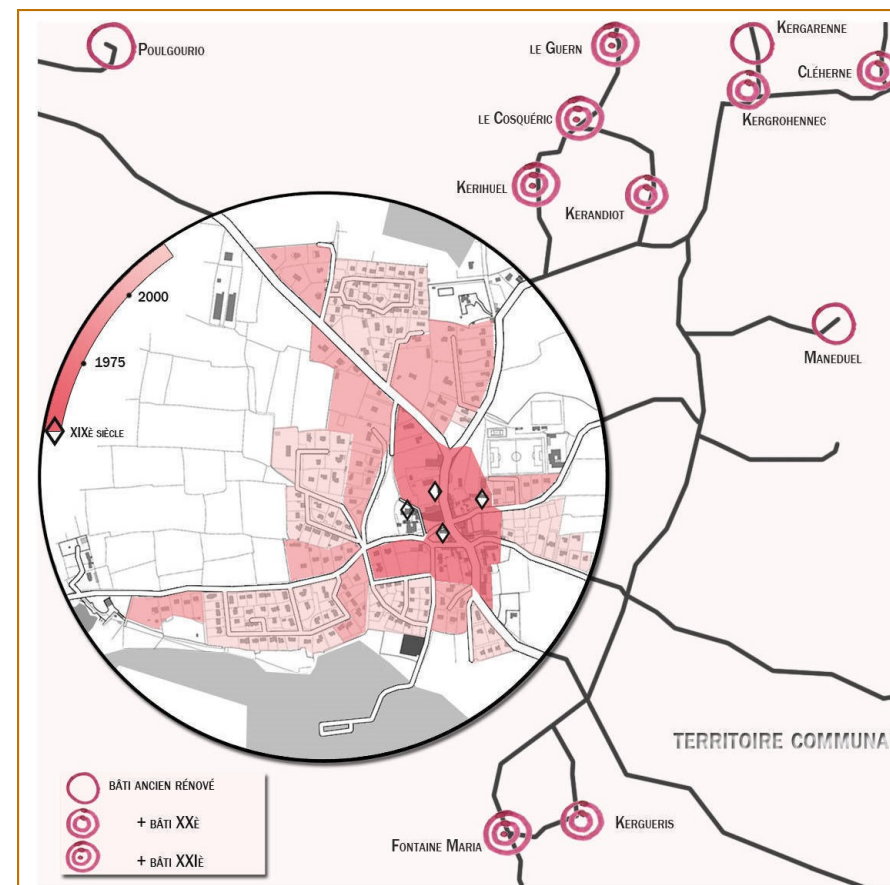 Poulgourio
le Guern
Kergarenne
Cléherne
le Cosquéric
Kergrohennec
Kerihuel
Kerandiot
2000
1975
XIXè siècle
Maneduel
TERRITOIRE COMMUNA
bâti ancien rénové
+ bâti XXè
+ bâti XXIè
Fontaine Maria
Kergueris